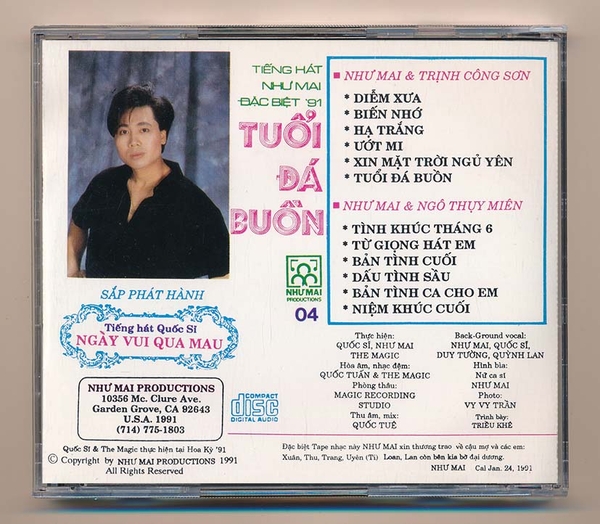 TIẾNG HÁT
NHƯ MAI
ĐẶC BIỆT '91
TUỔI
ĐÁ
BUỒN
NHƯ MAI
PRODUCTIONS
04
NHƯ MAI & TRỊNH CÔNG SƠN
* DIỄM XƯA
* BIỂN NHỚ
* HẠ TRẮNG
* ƯỚT MI
* XIN MẶT TRỜI NGỦ YÊN
* TUỔI ĐÁ BUỒN
NHƯ MAI & NGÔ THỤY MIÊN
* TÌNH KHÚC THÁNG 6
* TỪ GIỌNG HÁT EM
* BẢN TÌNH CUỐI
* DẤU TÌNH SẦU
* BẢN TÌNH CA CHO EM
* NIỆM KHÚC CUỐI
SẮP PHÁT HÀNH
Tiếng hát Quốc Sĩ
NGÀY VUI QUA MAU
NHƯ MAI PRODUCTIONS
10356 Mc. Clure Ave.
Garden Grove, CA 92643
U.S.A. 1991
(714) 775-1803
COMPACT
disc
DIGITAL AUDIO
Thực hiện:
QUỐC SĨ, NHƯ MAI
THE MAGIC
Hòa âm, nhạc đệm:
QUỐC TUẤN & THE MAGIC
Phòng thâu:
MAGIC RECORDING
STUDIO
Thu âm, mix:
QUỐC TUÊ
Back-Ground vocal:
NHƯ MAI, QUỐC SĨ,
DUY TƯỜNG, QUỲNH LAN
Hình bìa:
Nữ ca sĩ
NHƯ MAI
Photo:
VY VY TRẦN
Trình bày:
TRIỀU KHÊ
Quốc Sĩ & The Magic thực hiện tại Hoa Kỳ '91
© Copyright by NHƯ MAI PRODUCTIONS 1991
All Rights Reserved
Đặc biệt Tape nhạc này NHƯ MAI xin thương trao về cậu mợ và các em:
Xuân, Thu, Trang, Uyên (Ti) Loan, Lan còn bên kia bờ đại dương.
NHƯ MAI Cal Jan. 24, 1991